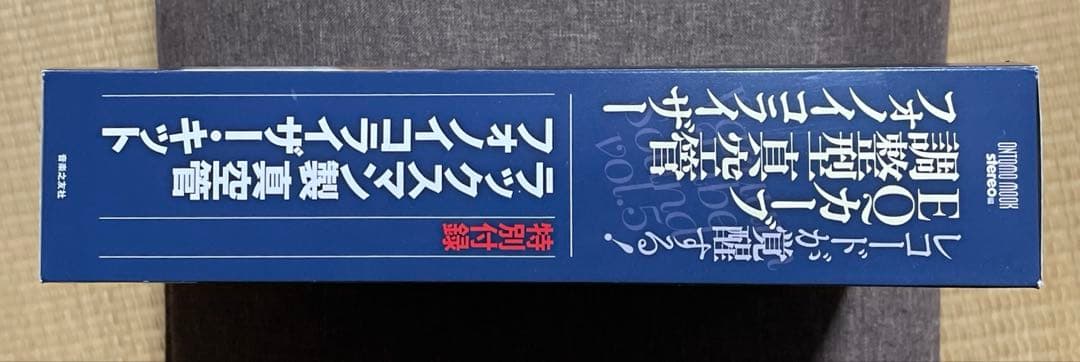 ONTOMO MOOK
stereo編
レコードが覚醒する!
EQカーブ
調整型真空管
フォノイコライザー
vol.5
特別付録
ラックスマン製 真空管
フォノイコライザー・キット
音楽之友社